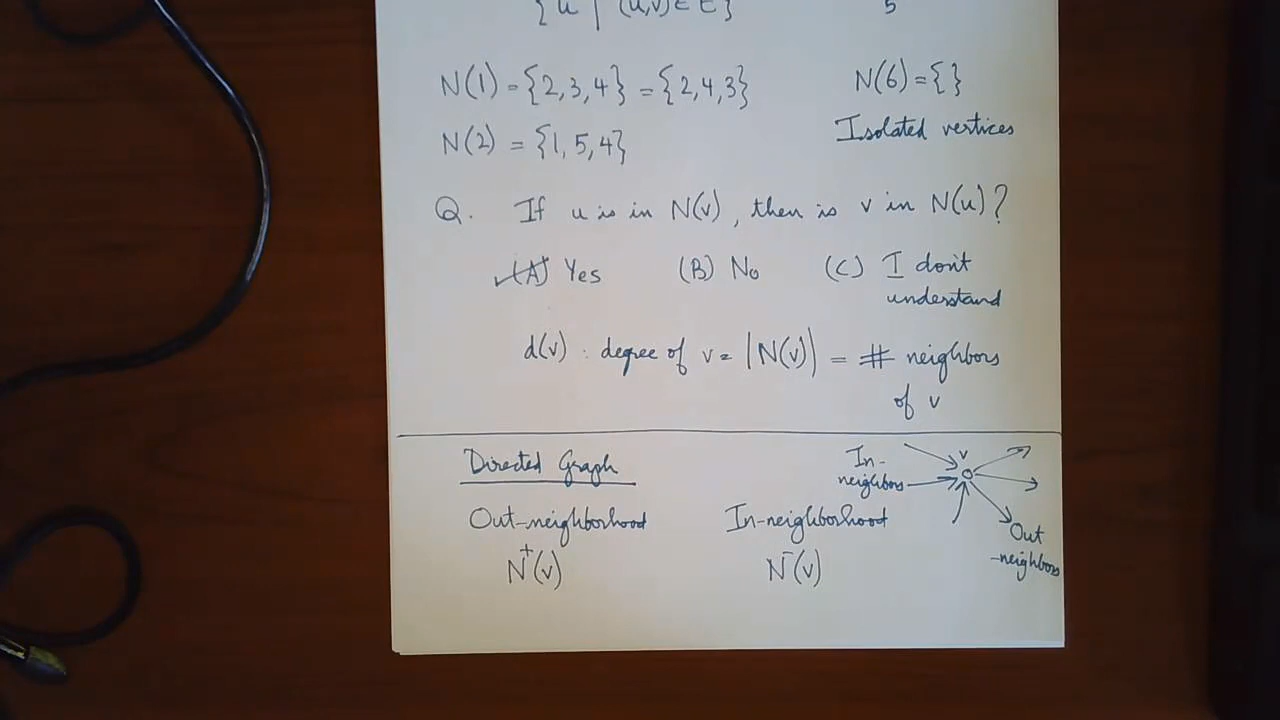 {u | (u,v) ∈ E}
5
N(1) = {2,3,4} = {2,4,3}
N(6) = { }
Isolated vertices
N(2) = {1,5,4}
Q. If u is in N(v), then is v in N(u)?
✓(A) Yes (B) No (C) I don't
understand
d(v) : degree of v = |N(v)| = # neighbors
of v
Directed Graph
In-
neighbors
v
Out-neighborhood
In-neighborhood
Out
-neighbors
N⁺(v)
N⁻(v)